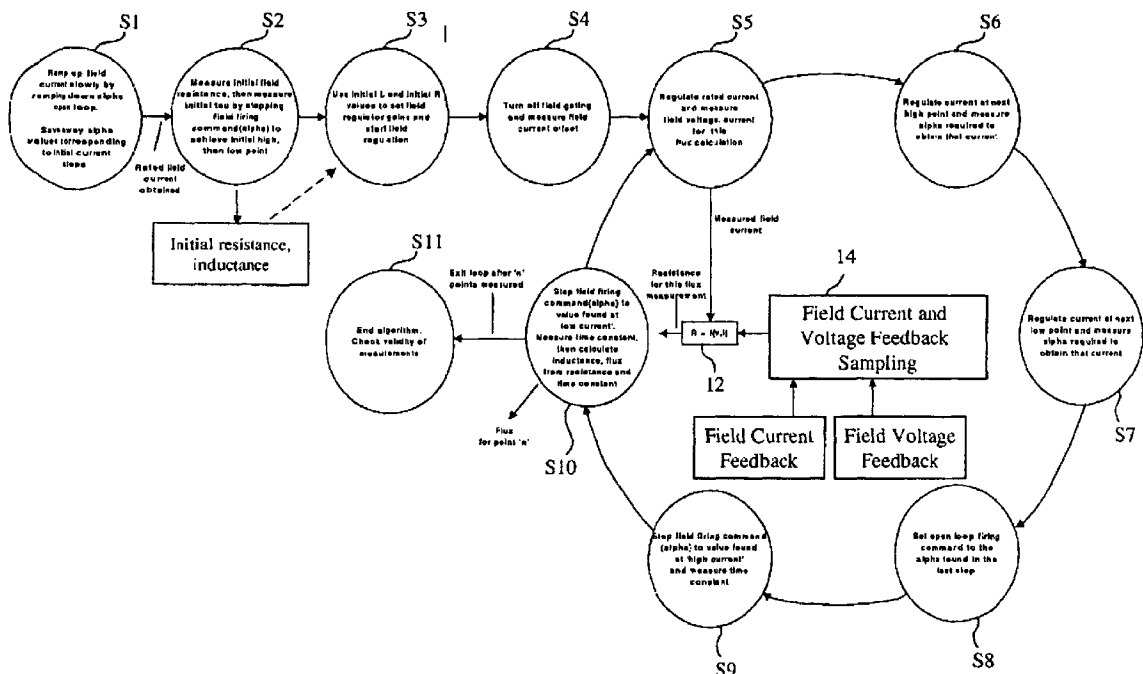 S1
S2
S3
S4
S5
S6
Ramp up field
current slowly by
ramping down alpha
open loop.
alpha
values corresponding
to initial current
steps
Rated field
current
obtained
Measure initial field
resistance, then measure
initial tau by stepping
field firing
command(alpha) to
achieve initial high,
then low point
Initial resistance,
inductance
Use initial L and initial R
values to set field
regulator gains and
start field
regulation
Turn off field gating
and measure field
current offset
Regulate rated current
and measure
field voltage, current
for this
flux calculation
Regulate current at next
high point and measure
alpha required to
obtain that current
Measured field
current
S11
End algorithm.
Check validity of
Exit loop after 'n'
points measured
Resistance
for this flux
measurement
Step field firing
command(alpha) to
value found at
low current'.
Measure time constant,
then calculate
inductance, flux
from resistance and
time constant
12
14
Field Current and
Voltage Feedback
Sampling
Field Current
Feedback
Field Voltage
Feedback
Regulate current at next
low point and measure
alpha required to
obtain that current
S7
Flux
for point 'n'
S10
Step field firing command
(alpha) to value found
at 'high current'
and measure time
constant
S9
Set open loop firing
command to the
alpha found in the
last step
S8